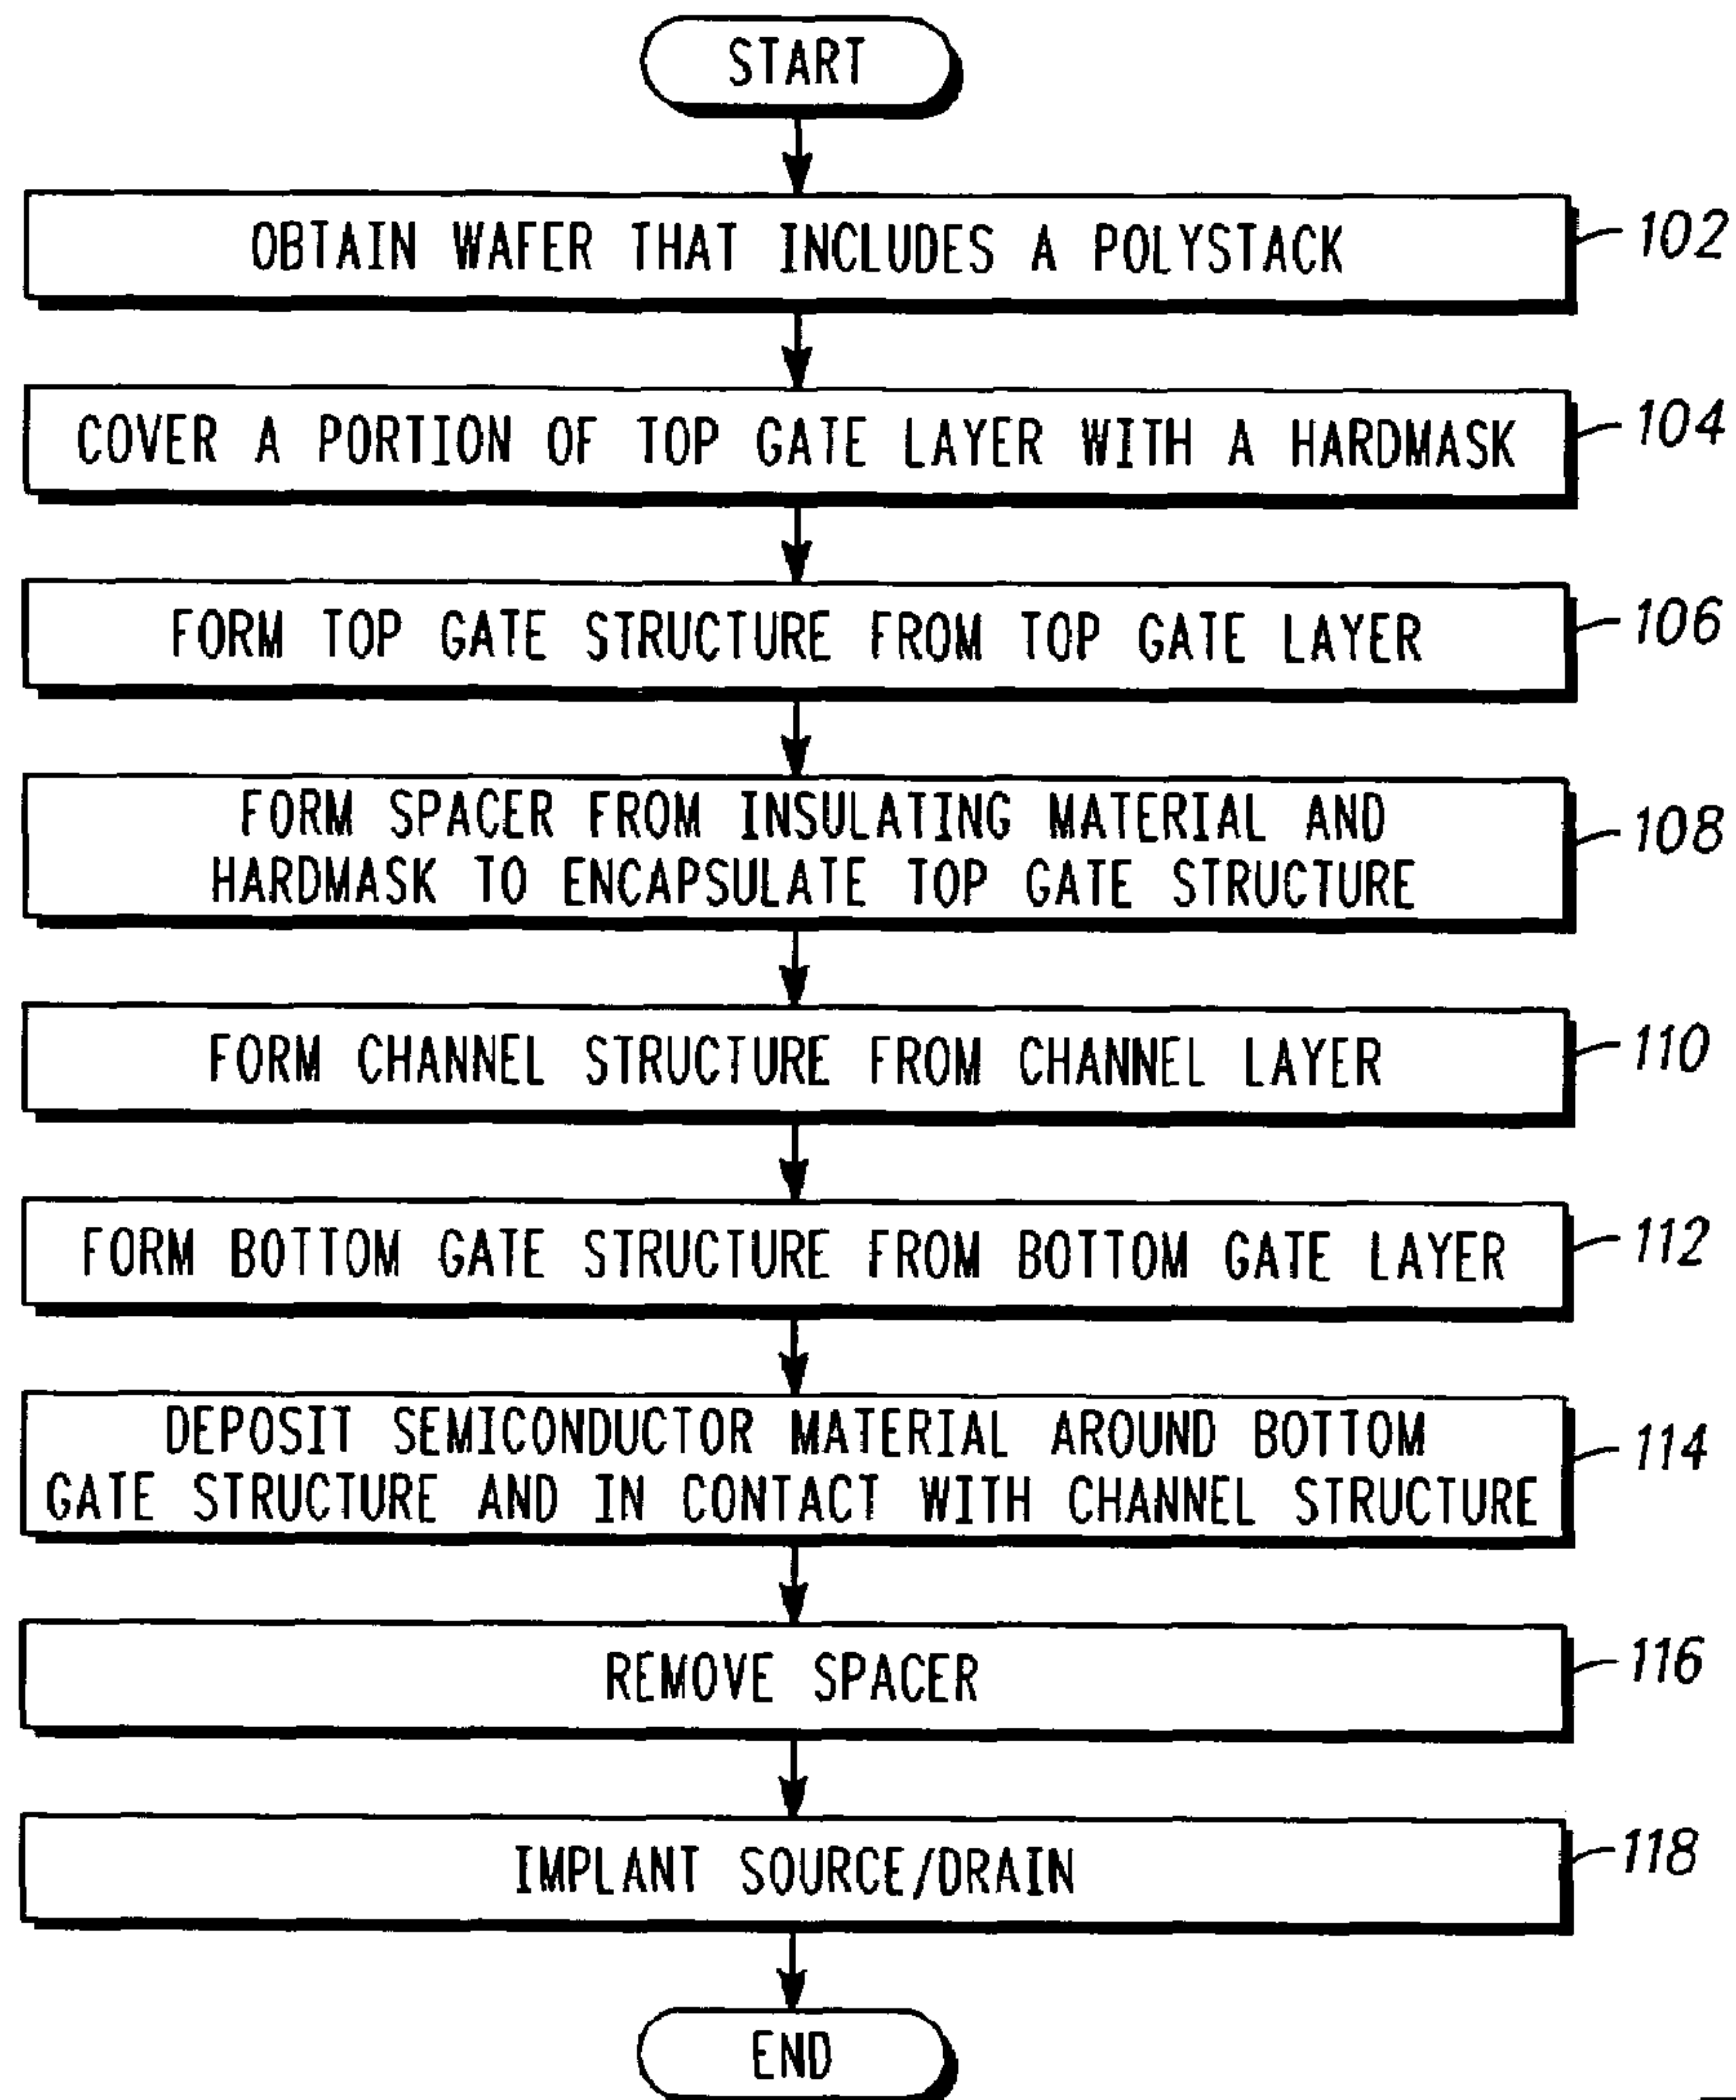 START
OBTAIN WAFER THAT INCLUDES A POLYSTACK
102
COVER A PORTION OF TOP GATE LAYER WITH A HARDMASK
104
FORM TOP GATE STRUCTURE FROM TOP GATE LAYER
106
FORM SPACER FROM INSULATING MATERIAL AND
HARDMASK TO ENCAPSULATE TOP GATE STRUCTURE
108
FORM CHANNEL STRUCTURE FROM CHANNEL LAYER
110
FORM BOTTOM GATE STRUCTURE FROM BOTTOM GATE LAYER
112
DEPOSIT SEMICONDUCTOR MATERIAL AROUND BOTTOM
GATE STRUCTURE AND IN CONTACT WITH CHANNEL STRUCTURE
114
REMOVE SPACER
116
IMPLANT SOURCE/DRAIN
118
END